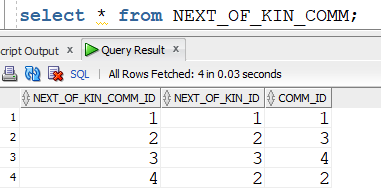 select * from NEXT_OF_KIN_COMM;
cript Output x Query Result x
SQL | All Rows Fetched: 4 in 0.03 seconds
NEXT_OF_KIN_COMM_ID NEXT_OF_KIN_ID COMM_ID
1 1 1 1
2 2 2 3
3 3 3 4
4 4 2 2